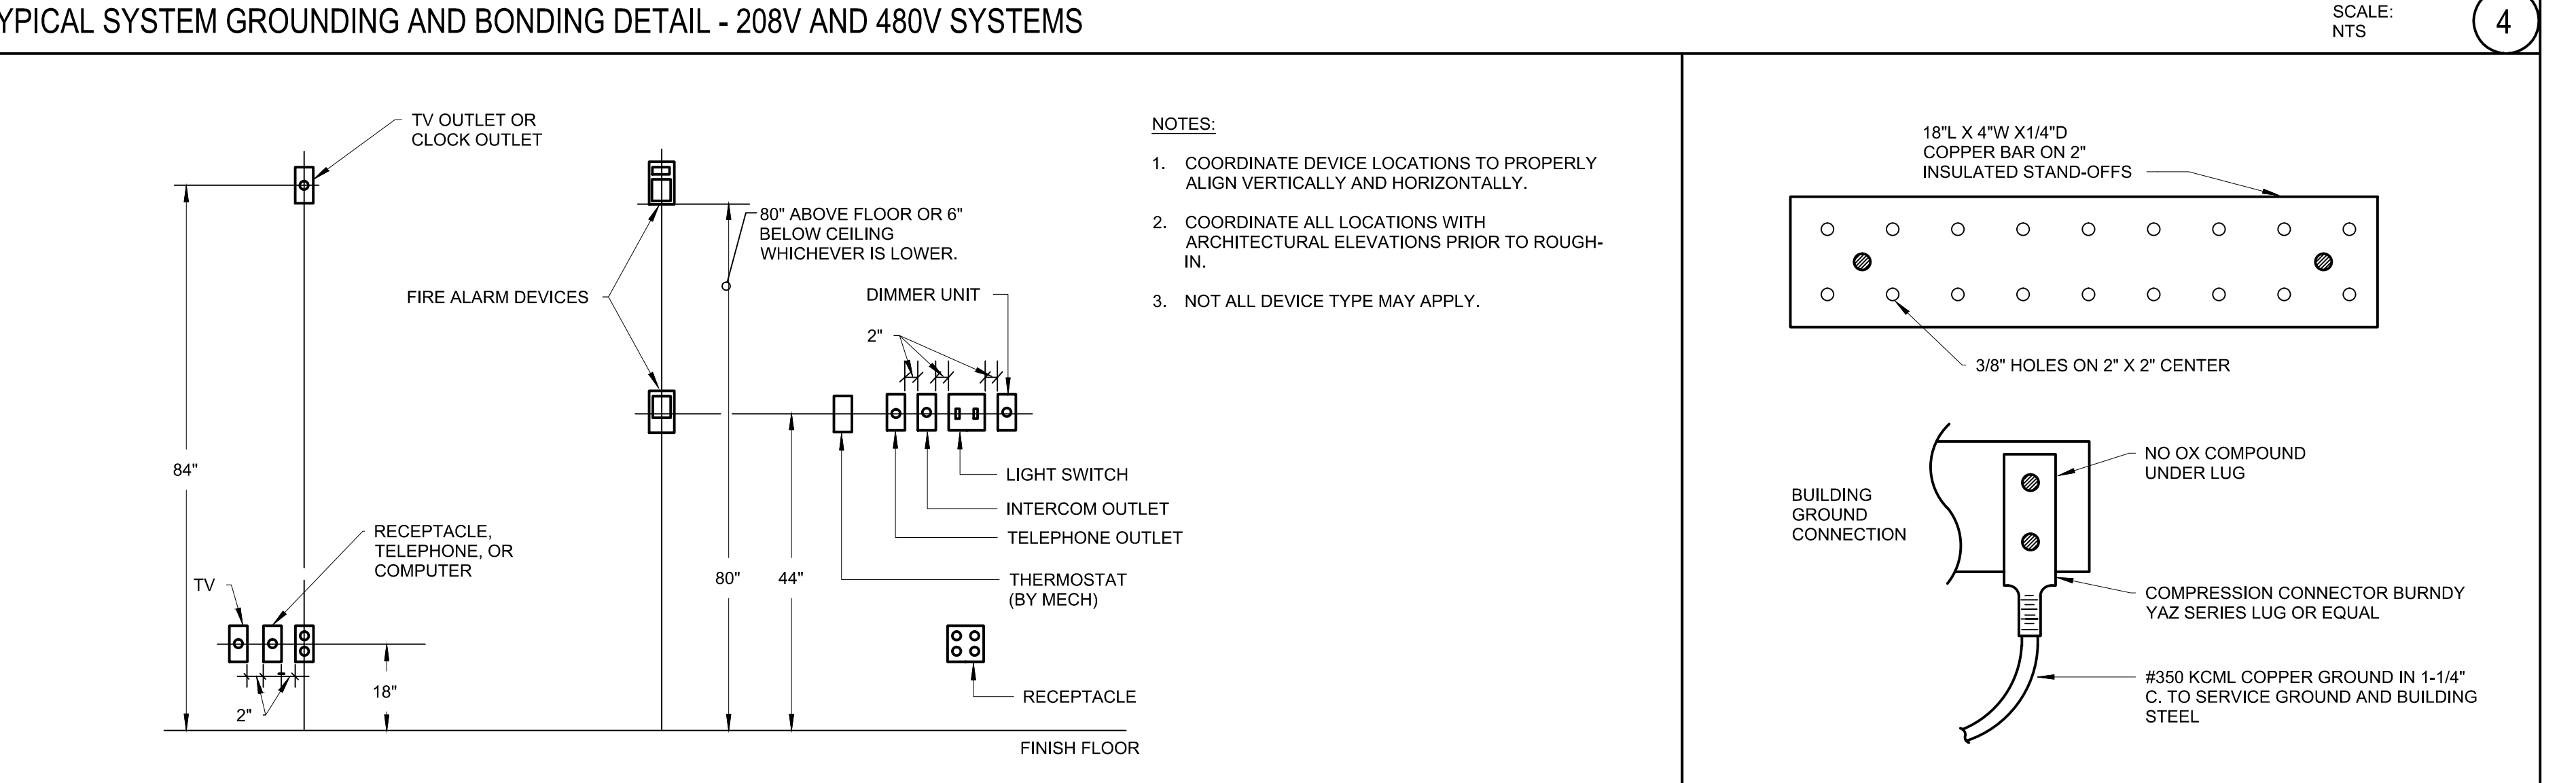 YPICAL SYSTEM GROUNDING AND BONDING DETAIL - 208V AND 480V SYSTEMS
SCALE:
NTS
4
TV OUTLET OR
CLOCK OUTLET
FIRE ALARM DEVICES
80" ABOVE FLOOR OR 6"
BELOW CEILING
WHICHEVER IS LOWER.
DIMMER UNIT
2"
84"
RECEPTACLE,
TELEPHONE, OR
COMPUTER
TV
2"
18"
80"
44"
LIGHT SWITCH
INTERCOM OUTLET
TELEPHONE OUTLET
THERMOSTAT
(BY MECH)
RECEPTACLE
FINISH FLOOR
NOTES:
1. COORDINATE DEVICE LOCATIONS TO PROPERLY
ALIGN VERTICALLY AND HORIZONTALLY.
2. COORDINATE ALL LOCATIONS WITH
ARCHITECTURAL ELEVATIONS PRIOR TO ROUGH-
IN.
3. NOT ALL DEVICE TYPE MAY APPLY.
18"L X 4"W X1/4"D
COPPER BAR ON 2"
INSULATED STAND-OFFS
3/8" HOLES ON 2" X 2" CENTER
BUILDING
GROUND
CONNECTION
NO OX COMPOUND
UNDER LUG
COMPRESSION CONNECTOR BURNDY
YAZ SERIES LUG OR EQUAL
#350 KCML COPPER GROUND IN 1-1/4"
C. TO SERVICE GROUND AND BUILDING
STEEL